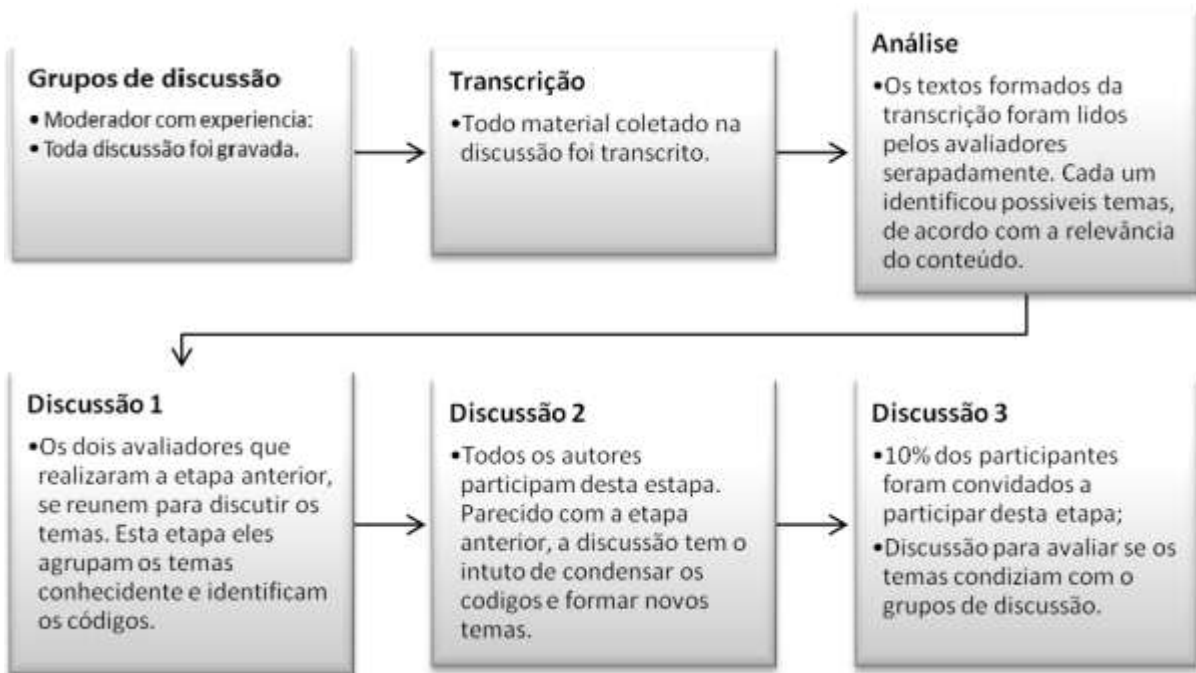 Grupos de discussão
• Moderador com experiencia:
• Toda discussão foi gravada.
Transcrição
•Todo material coletado na
discussão foi transcrito.
Análise
•Os textos formados da
transcrição foram lidos
pelos avaliadores
serapadamente. Cada um
identificou possiveis temas,
de acordo com a relevância
do conteúdo.
Discussão 1
•Os dois avaliadores que
realizaram a etapa anterior,
se reunem para discutir os
temas. Esta etapa eles
agrupam os temas
conhecidente e identificam
os códigos.
Discussão 2
•Todos os autores
participam desta estapa.
Parecido com a etapa
anterior, a discussão tem o
intuto de condensar os
codigos e formar novos
temas.
Discussão 3
•10% dos participantes
foram convidados a
participar desta etapa;
•Discussão para avaliar se os
temas condiziam com o
grupos de discussão.